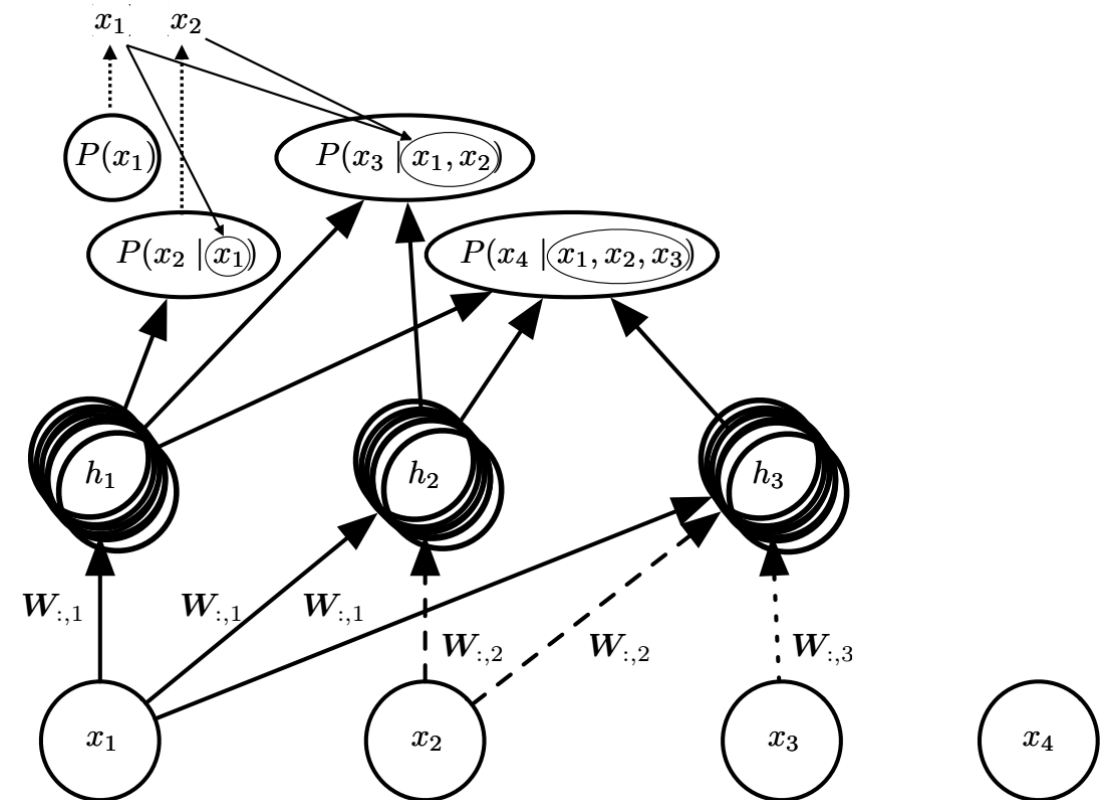 x₁ x₂
P(x₁) P(x₃ | x₁, x₂)
P(x₂ | x₁) P(x₄ | x₁, x₂, x₃)
h₁ h₂ h₃
W:,1 W:,1 W:,1
W:,2 W:,2 W:,3
x₁ x₂ x₃ x₄